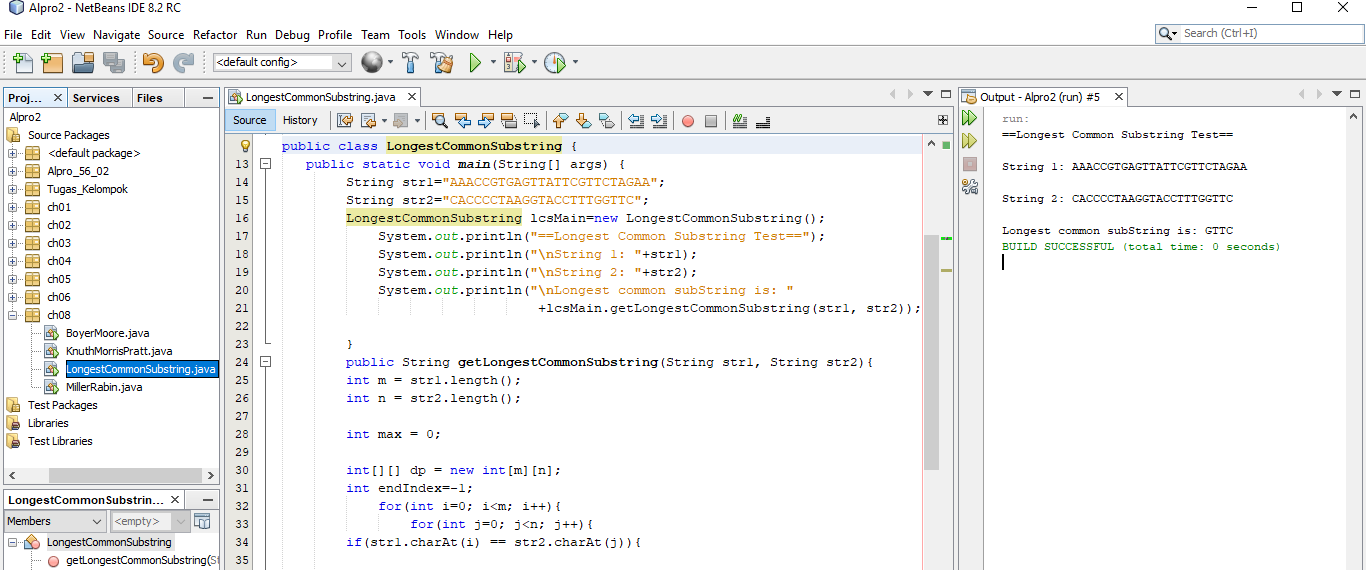 Alpro2 - NetBeans IDE 8.2 RC
File Edit View Navigate Source Refactor Run Debug Profile Team Tools Window Help
Search (Ctrl+I)
<default config>
Proj... Services Files
Alpro2
Source Packages
<default package>
Alpro_56_02
Tugas_Kelompok
ch01
ch02
ch03
ch04
ch05
ch06
ch08
BoyerMoore.java
KnuthMorrisPratt.java
LongestCommonSubstring.java
MillerRabin.java
Test Packages
Libraries
Test Libraries
LongestCommonSubstrin...
Members <empty>
LongestCommonSubstring
getLongestCommonSubstring(St
LongestCommonSubstring.java
Source History
public class LongestCommonSubstring {
13 public static void main(String[] args) {
14 String str1="AAACCGTGAGTTATTCGTTCTAGAA";
15 String str2="CACCCCTAAGGTACCTTTGGTTC";
16 LongestCommonSubstring lcsMain=new LongestCommonSubstring();
17 System.out.println("==Longest Common Substring Test==");
18 System.out.println("\nString 1: "+str1);
19 System.out.println("\nString 2: "+str2);
20 System.out.println("\nLongest common subString is: "
21 +lcsMain.getLongestCommonSubstring(str1, str2));
22
23 }
24 public String getLongestCommonSubstring(String str1, String str2){
25 int m = str1.length();
26 int n = str2.length();
27
28 int max = 0;
29
30 int[][] dp = new int[m][n];
31 int endIndex=-1;
32 for(int i=0; i<m; i++){
33 for(int j=0; j<n; j++){
34 if(str1.charAt(i) == str2.charAt(j)){
35
Output - Alpro2 (run) #5
run:
==Longest Common Substring Test==
String 1: AAACCGTGAGTTATTCGTTCTAGAA
String 2: CACCCCTAAGGTACCTTTGGTTC
Longest common subString is: GTTC
BUILD SUCCESSFUL (total time: 0 seconds)